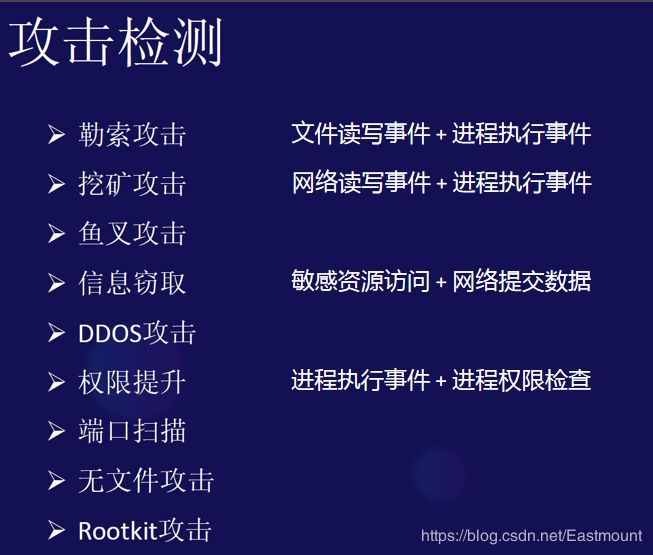 攻击检测
➢ 勒索攻击 文件读写事件 + 进程执行事件
➢ 挖矿攻击 网络读写事件 + 进程执行事件
➢ 鱼叉攻击
➢ 信息窃取 敏感资源访问 + 网络提交数据
➢ DDOS攻击
➢ 权限提升 进程执行事件 + 进程权限检查
➢ 端口扫描
➢ 无文件攻击
➢ Rootkit攻击
https://blog.csdn.net/Eastmount